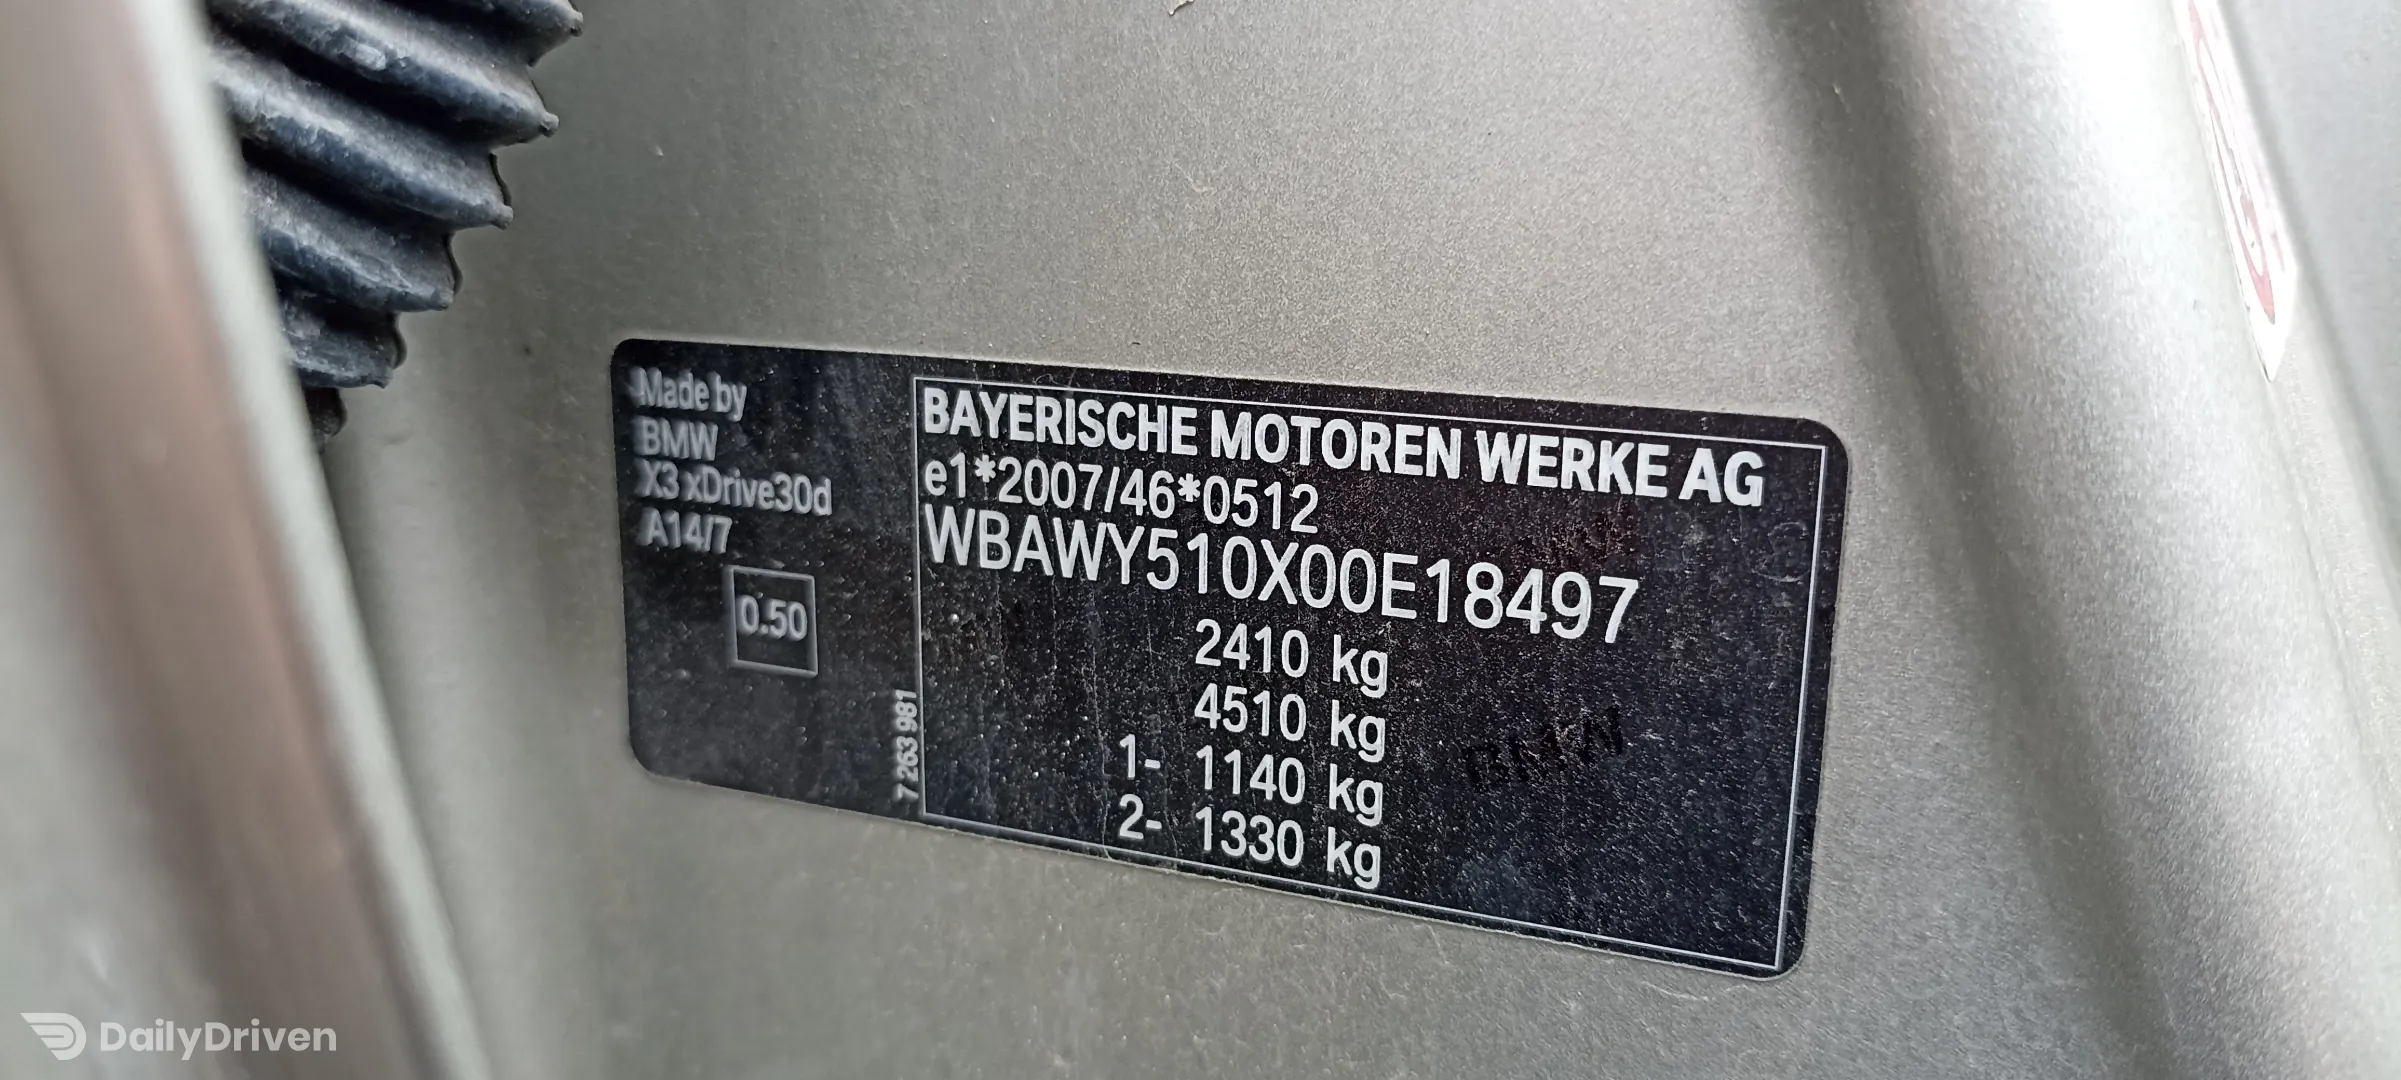 Made by
BMW
X3 xDrive30d
A14/7
0.50
7 263 981
BAYERISCHE MOTOREN WERKE AG
e1*2007/46*0512
WBAWY510X00E18497
2410 kg
4510 kg
1- 1140 kg
2- 1330 kg
BMW
DailyDriven